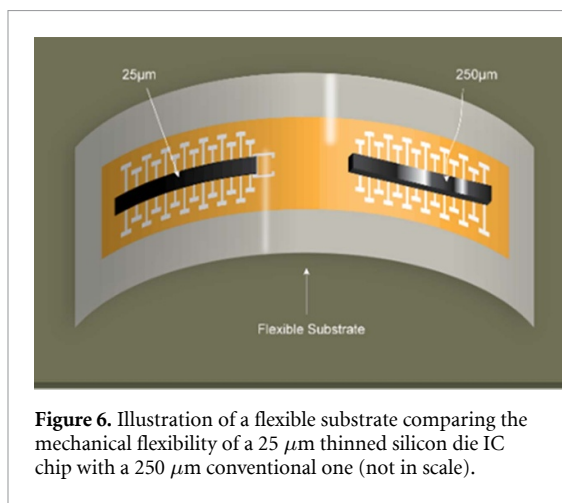 25μm
250μm
Flexible Substrate
Figure 6. Illustration of a flexible substrate comparing the
mechanical flexibility of a 25 μm thinned silicon die IC
chip with a 250 μm conventional one (not in scale).